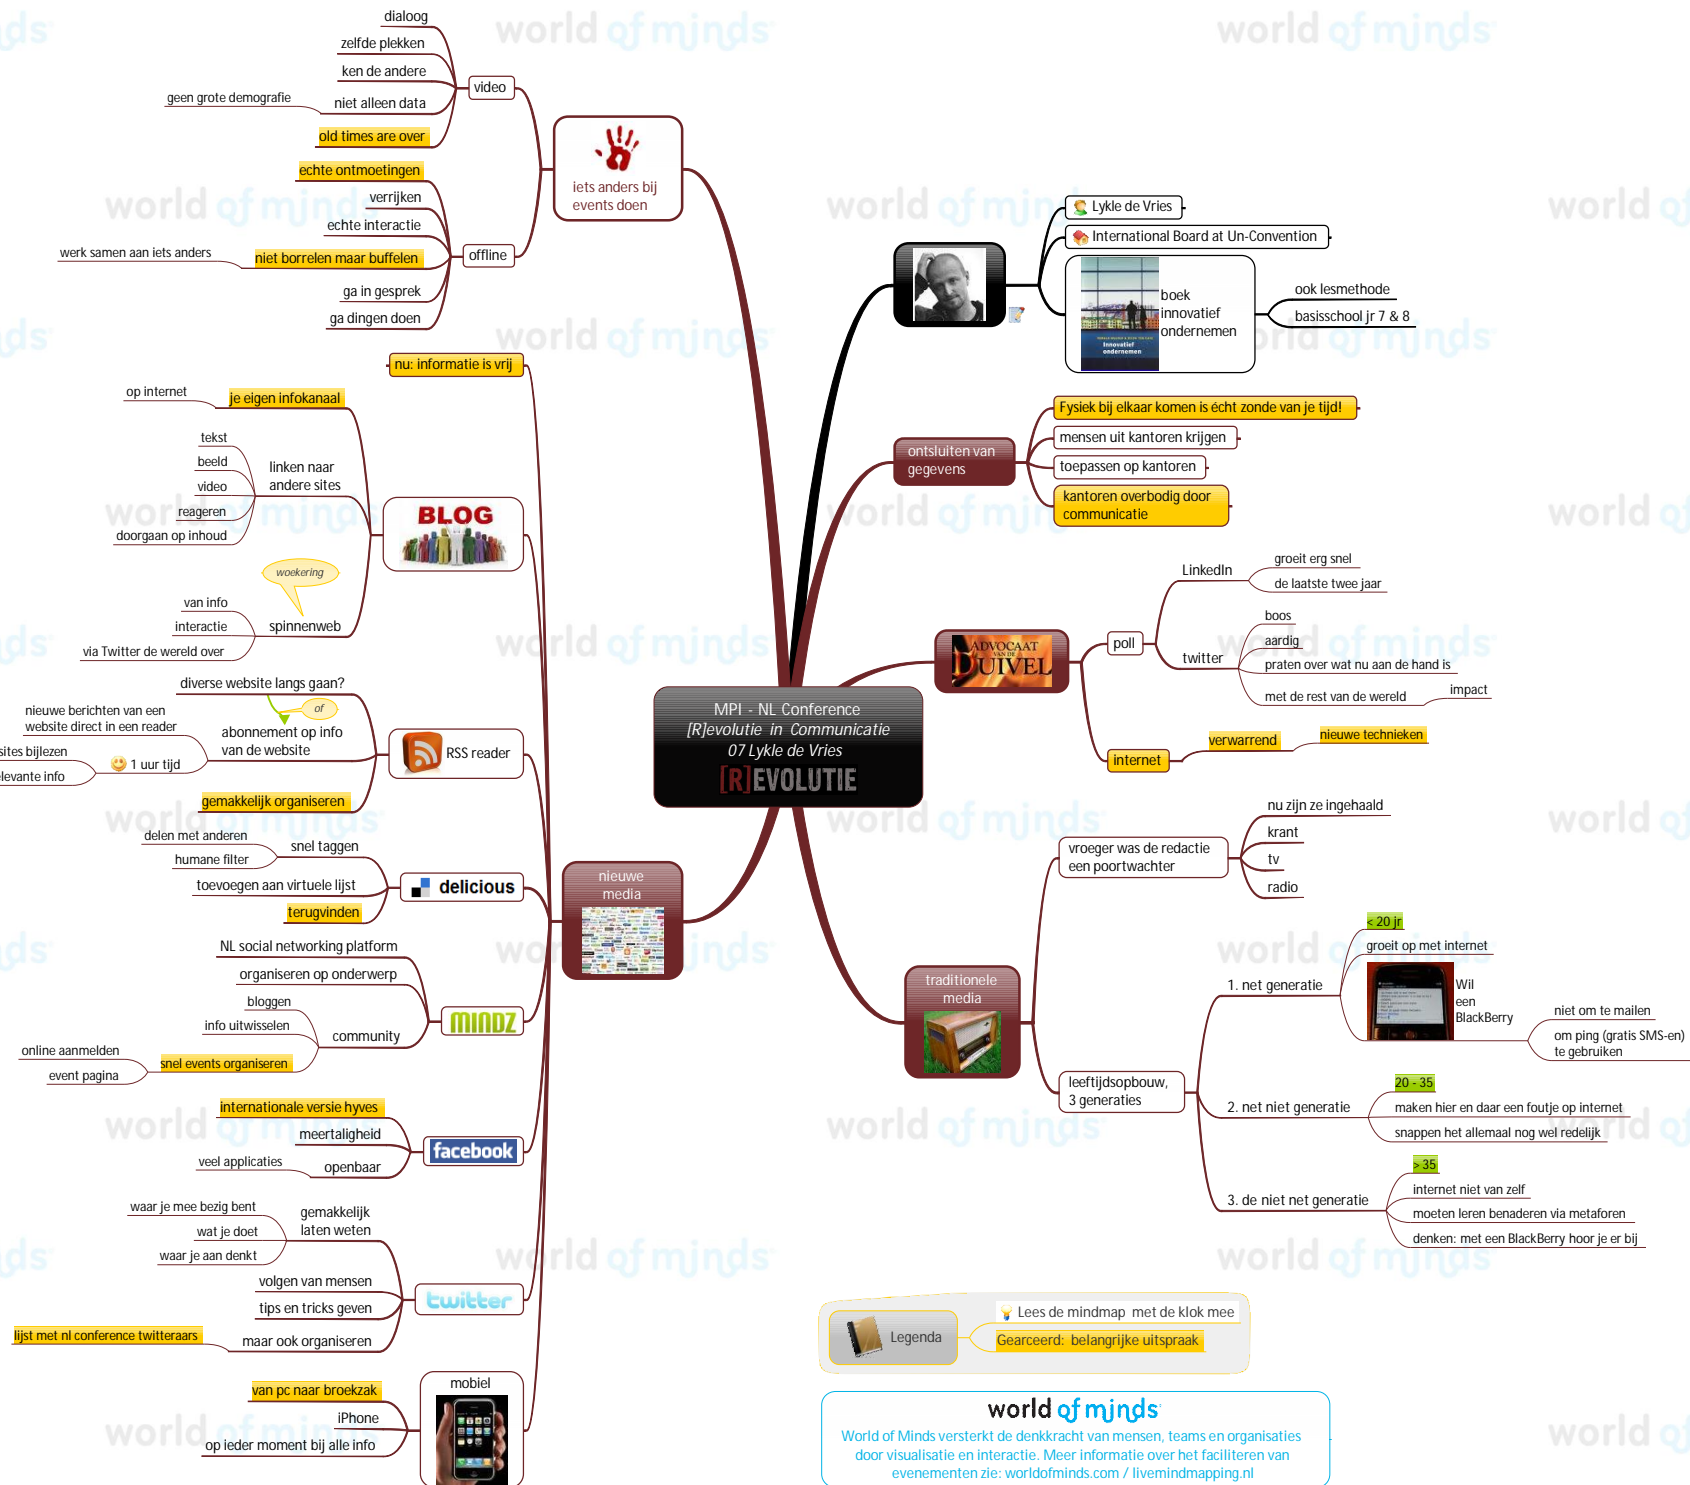 MPI - NL Conference
[R]evolutie in Communicatie
07 Lykle de Vries
[R]EVOLUTIE
Lykle de Vries
International Board at Un-Convention
Innovatief
ondernemen
boek
innovatief
ondernemen
ook lesmethode
basisschool jr 7 & 8
ontsluiten van
gegevens
Fysiek bij elkaar komen is écht zonde van je tijd!
mensen uit kantoren krijgen
toepassen op kantoren
kantoren overbodig door
communicatie
ADVOCAAT
VAN DE
DUIVEL
poll
LinkedIn
groeit erg snel
de laatste twee jaar
twitter
boos
aardig
praten over wat nu aan de hand is
met de rest van de wereld
impact
internet
verwarrend
nieuwe technieken
traditionele
media
vroeger was de redactie
een poortwachter
nu zijn ze ingehaald
krant
tv
radio
leeftijdsopbouw,
3 generaties
1. net generatie
< 20 jr
groeit op met internet
Wil
een
BlackBerry
niet om te mailen
om ping (gratis SMS-en)
te gebruiken
2. net niet generatie
20 - 35
maken hier en daar een foutje op internet
snappen het allemaal nog wel redelijk
3. de niet net generatie
> 35
internet niet van zelf
moeten leren benaderen via metaforen
denken: met een BlackBerry hoor je er bij
nieuwe
media
mobiel
van pc naar broekzak
iPhone
op ieder moment bij alle info
twitter
gemakkelijk
laten weten
waar je mee bezig bent
wat je doet
waar je aan denkt
volgen van mensen
tips en tricks geven
maar ook organiseren
lijst met nl conference twitteraars
facebook
internationale versie hyves
meertaligheid
openbaar
veel applicaties
MINDZ
NL social networking platform
organiseren op onderwerp
community
bloggen
info uitwisselen
snel events organiseren
online aanmelden
event pagina
delicious
snel taggen
delen met anderen
humane filter
toevoegen aan virtuele lijst
terugvinden
RSS reader
diverse website langs gaan?
of
abonnement op info
van de website
nieuwe berichten van een
website direct in een reader
1 uur tijd
sites bijlezen
levante info
gemakkelijk organiseren
BLOG
je eigen infokanaal
op internet
linken naar
andere sites
tekst
beeld
video
reageren
doorgaan op inhoud
woekering
spinnenweb
van info
interactie
via Twitter de wereld over
nu: informatie is vrij
iets anders bij
events doen
video
dialoog
zelfde plekken
ken de andere
niet alleen data
geen grote demografie
old times are over
offline
echte ontmoetingen
verrijken
echte interactie
niet borrelen maar buffelen
werk samen aan iets anders
ga in gesprek
ga dingen doen
Legenda
Lees de mindmap met de klok mee
Gearceerd: belangrijke uitspraak
world of minds
World of Minds versterkt de denkkracht van mensen, teams en organisaties
door visualisatie en interactie. Meer informatie over het faciliteren van
evenementen zie: worldofminds.com / livemindmapping.nl